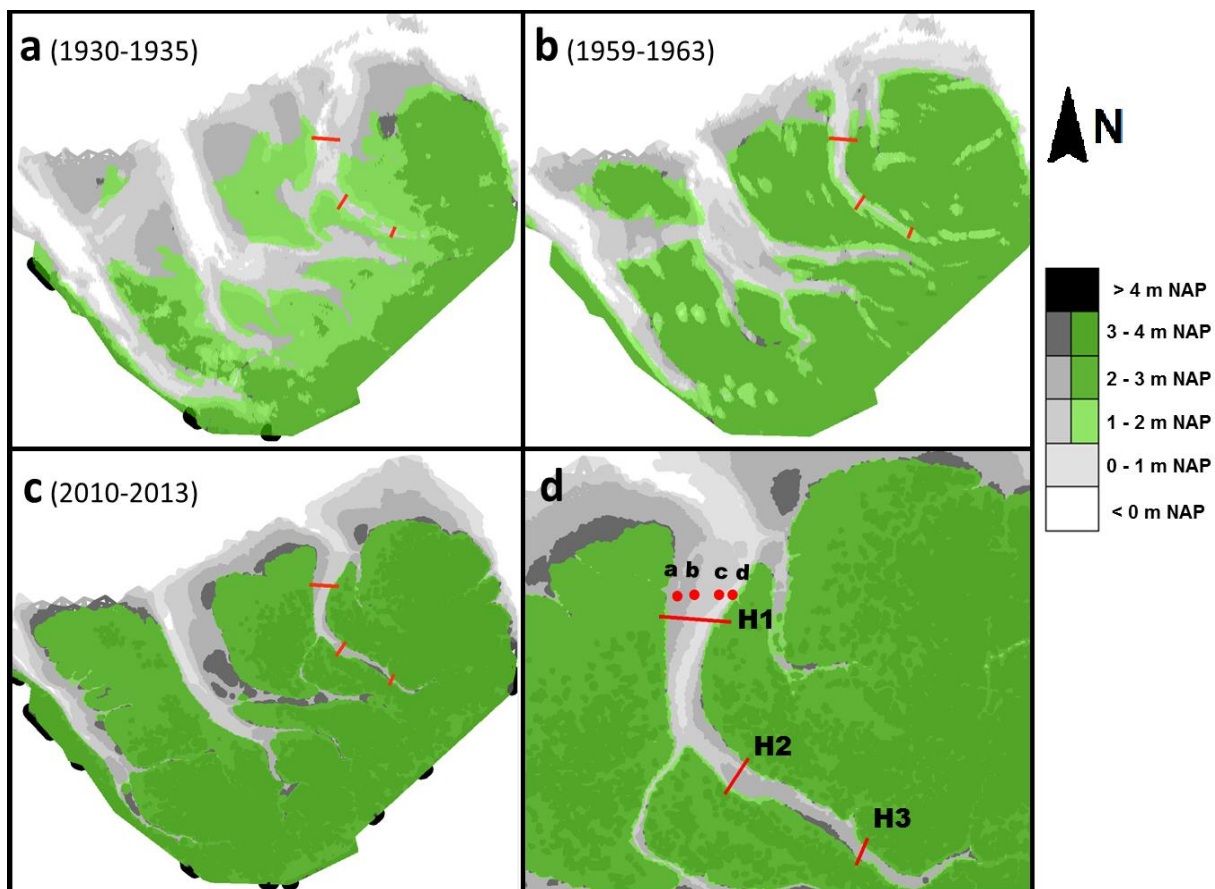 a (1930-1935)
b (1959-1963)
N
> 4 m NAP
3 - 4 m NAP
2 - 3 m NAP
1 - 2 m NAP
0 - 1 m NAP
< 0 m NAP
c (2010-2013)
d
a b c d
H1
H2
H3